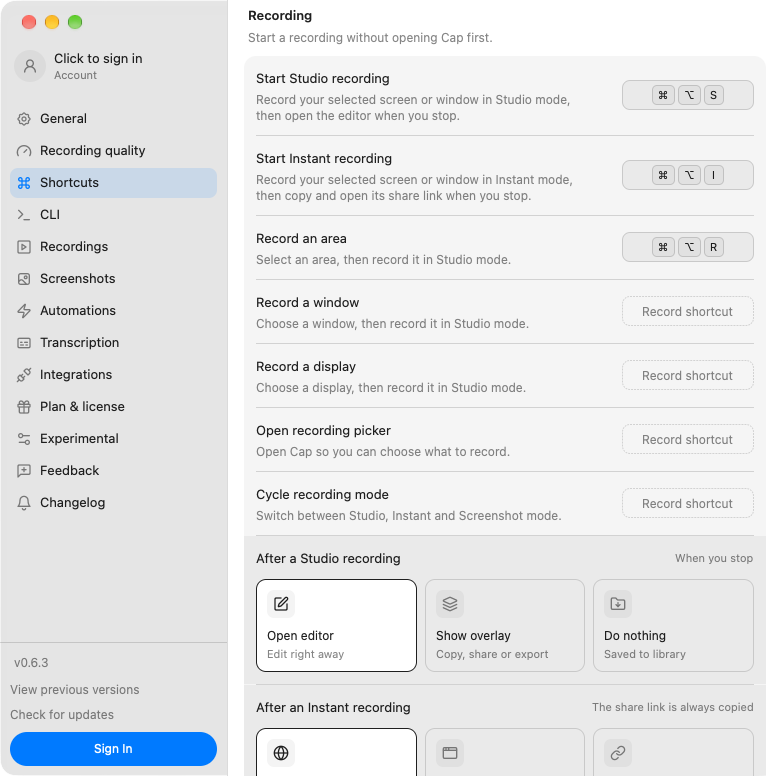 Click to sign in
Account
General
Recording quality
Shortcuts
CLI
Recordings
Screenshots
Automations
Transcription
Integrations
Plan & license
Experimental
Feedback
Changelog
v0.6.3
View previous versions
Check for updates
Sign In
Recording
Start a recording without opening Cap first.
Start Studio recording
Record your selected screen or window in Studio mode,
then open the editor when you stop.
⌘ ⌥ S
Start Instant recording
Record your selected screen or window in Instant mode,
then copy and open its share link when you stop.
⌘ ⌥ I
Record an area
Select an area, then record it in Studio mode.
⌘ ⌥ R
Record a window
Choose a window, then record it in Studio mode.
Record shortcut
Record a display
Choose a display, then record it in Studio mode.
Record shortcut
Open recording picker
Open Cap so you can choose what to record.
Record shortcut
Cycle recording mode
Switch between Studio, Instant and Screenshot mode.
Record shortcut
After a Studio recording
When you stop
Open editor
Edit right away
Show overlay
Copy, share or export
Do nothing
Saved to library
After an Instant recording
The share link is always copied